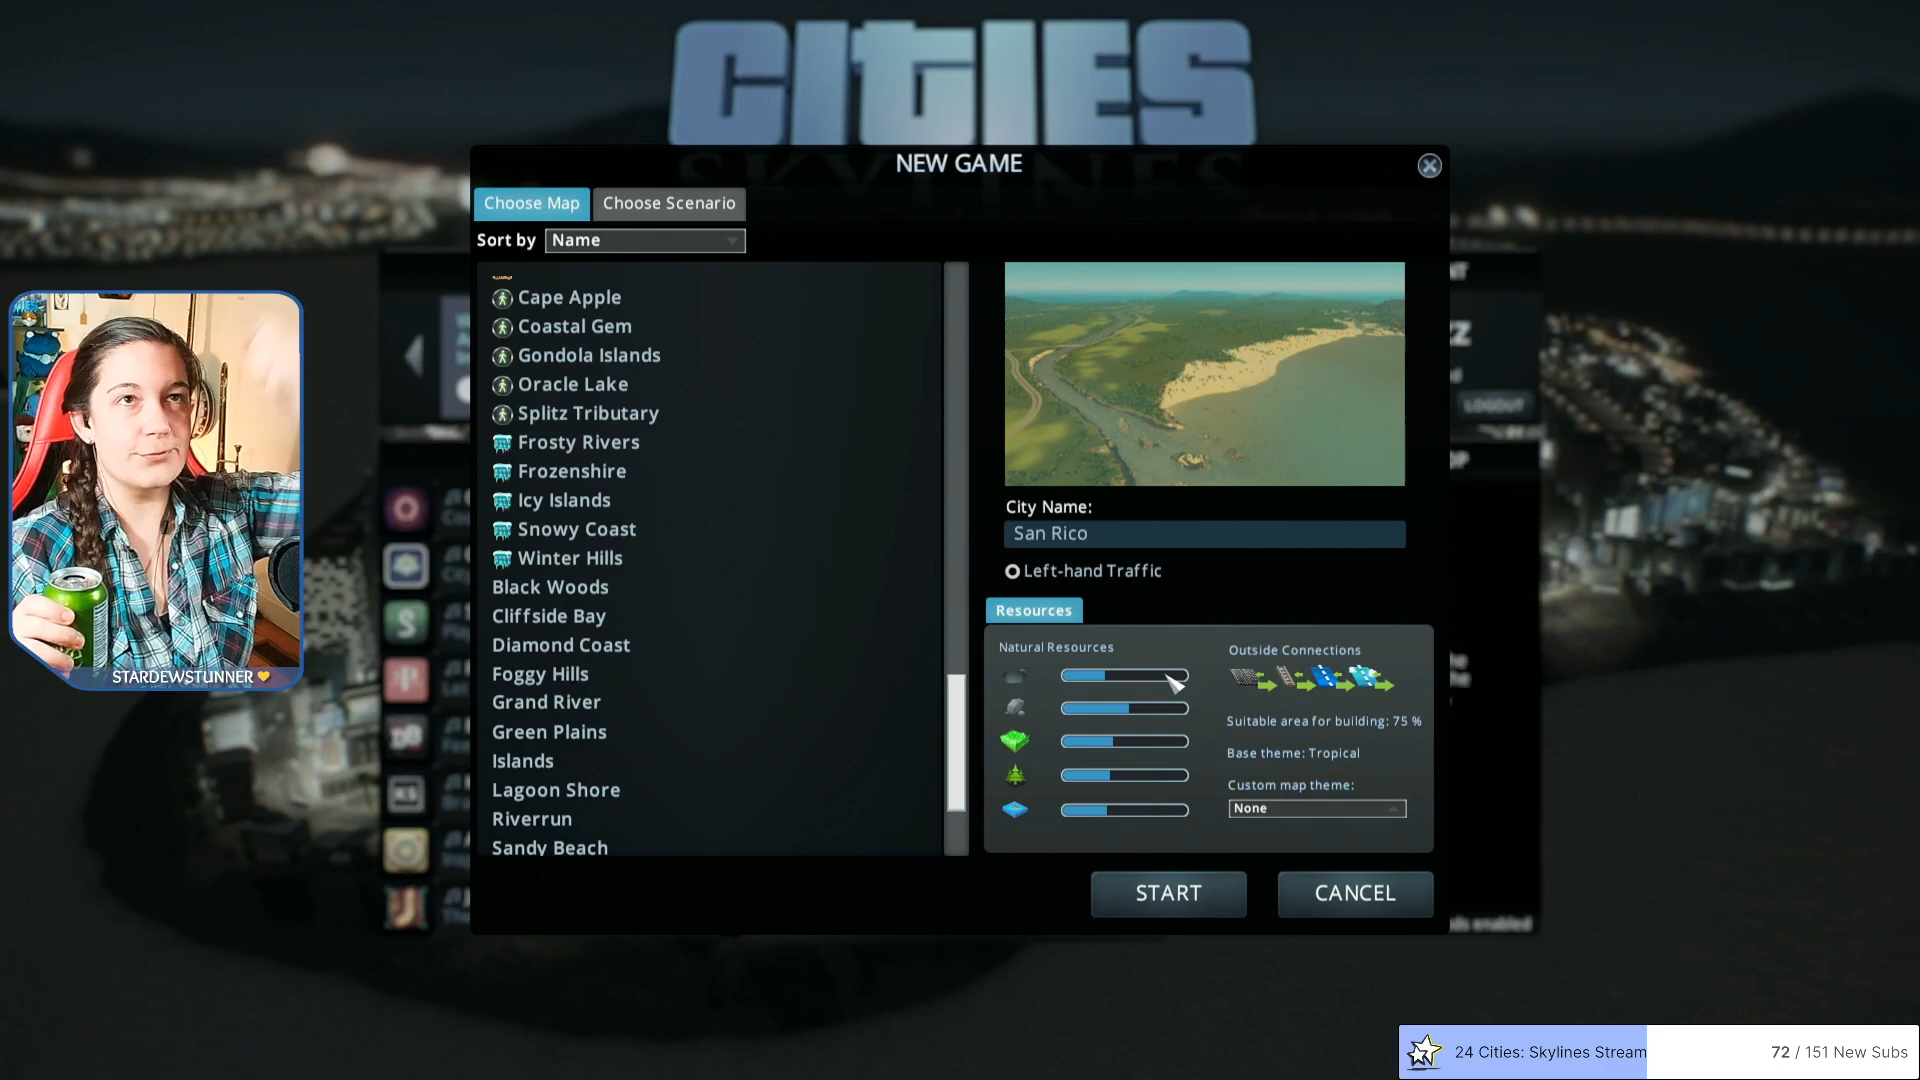 CITIES
SKYLINES
NEW GAME
Choose Map
Choose Scenario
Sort by
Name
Cape Apple
Coastal Gem
Gondola Islands
Oracle Lake
Splitz Tributary
Frosty Rivers
Frozenshire
Icy Islands
Snowy Coast
Winter Hills
Black Woods
Cliffside Bay
Diamond Coast
Foggy Hills
Grand River
Green Plains
Islands
Lagoon Shore
Riverrun
Sandy Beach
City Name:
San Rico
Left-hand Traffic
Resources
Natural Resources
Outside Connections
Suitable area for building: 75 %
Base theme: Tropical
Custom map theme:
None
START
CANCEL
LOGOUT
STARDEWSTUNNER
24 Cities: Skylines Stream
72 / 151 New Subs